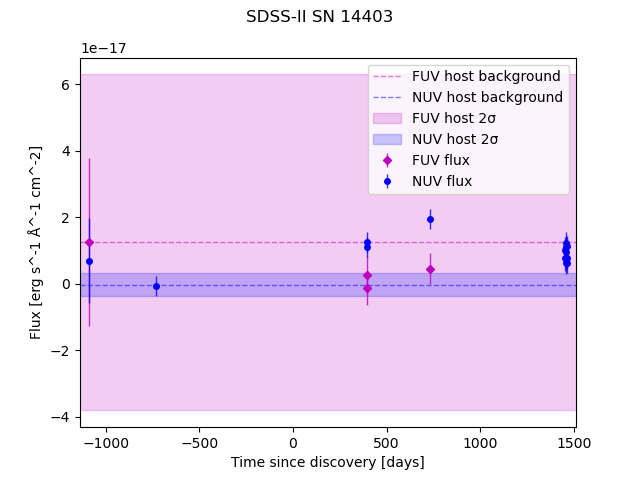 SDSS-II SN 14403
1e−17
FUV host background
NUV host background
FUV host 2σ
NUV host 2σ
FUV flux
NUV flux
6
4
2
0
−2
−4
Flux [erg s^-1 Å^-1 cm^-2]
−1000
−500
0
500
1000
1500
Time since discovery [days]